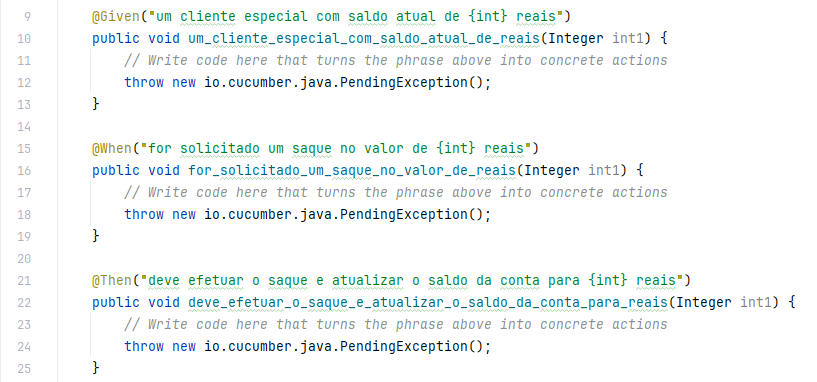 9 @Given("um cliente especial com saldo atual de {int} reais")
10 public void um_cliente_especial_com_saldo_atual_de_reais(Integer int1) {
11 // Write code here that turns the phrase above into concrete actions
12 throw new io.cucumber.java.PendingException();
13 }
14
15 @When("for solicitado um saque no valor de {int} reais")
16 public void for_solicitado_um_saque_no_valor_de_reais(Integer int1) {
17 // Write code here that turns the phrase above into concrete actions
18 throw new io.cucumber.java.PendingException();
19 }
20
21 @Then("deve efetuar o saque e atualizar o saldo da conta para {int} reais")
22 public void deve_efetuar_o_saque_e_atualizar_o_saldo_da_conta_para_reais(Integer int1) {
23 // Write code here that turns the phrase above into concrete actions
24 throw new io.cucumber.java.PendingException();
25 }